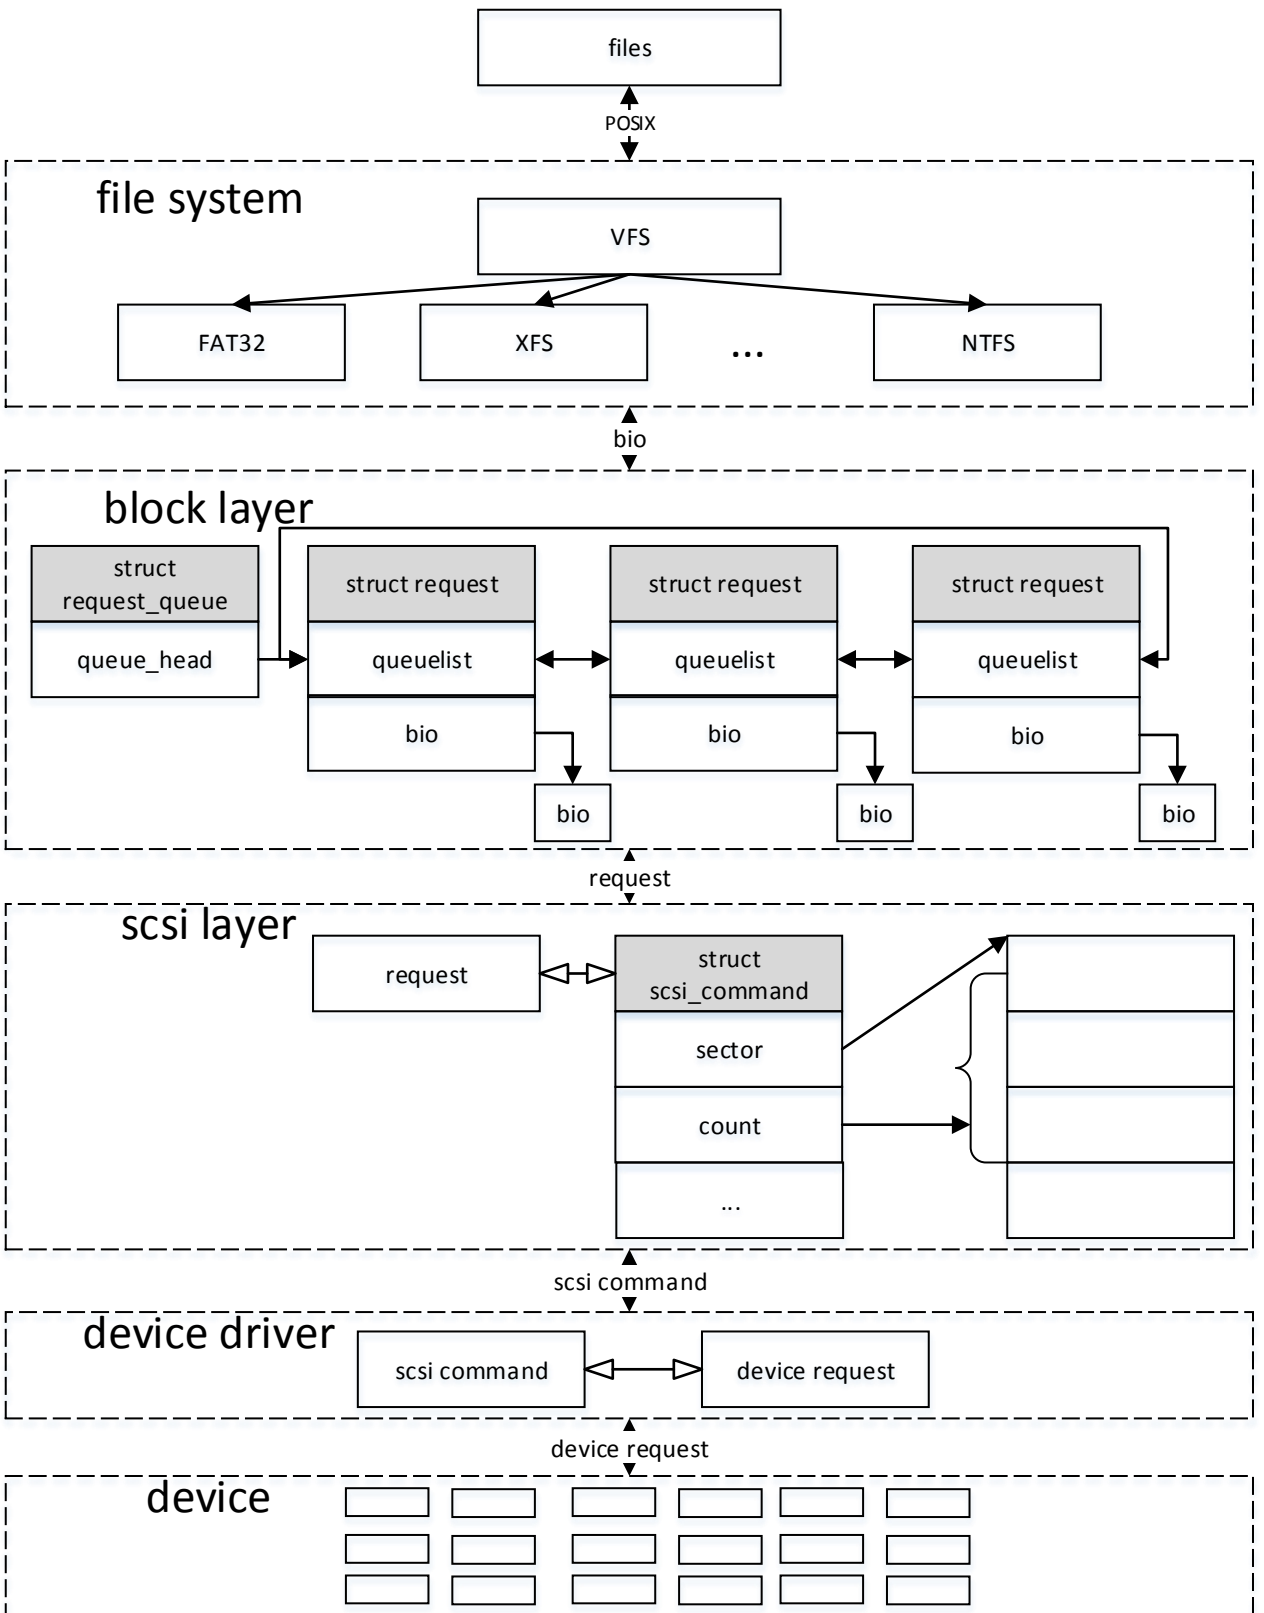 files
POSIX
file system
VFS
FAT32
XFS
...
NTFS
bio
block layer
struct
request_queue
struct request
struct request
struct request
queue_head
queuelist
queuelist
queuelist
bio
bio
bio
bio
bio
bio
request
scsi layer
request
struct
scsi_command
sector
count
...
scsi command
device driver
scsi command
device request
device request
device